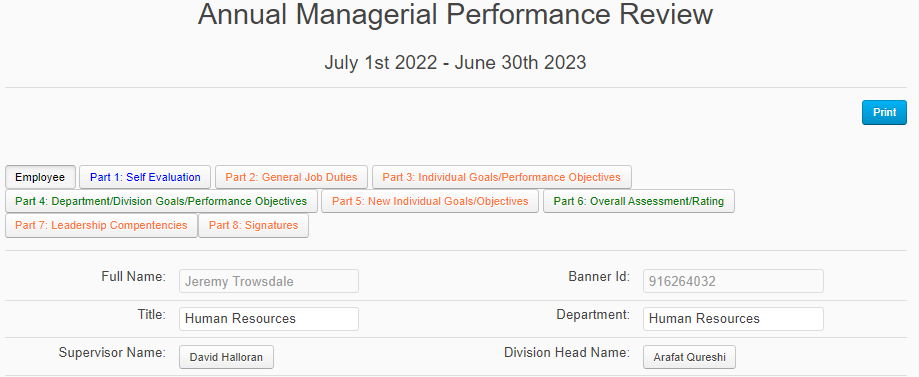 Annual Managerial Performance Review
July 1st 2022 - June 30th 2023
Print
Employee Part 1: Self Evaluation Part 2: General Job Duties Part 3: Individual Goals/Performance Objectives
Part 4: Department/Division Goals/Performance Objectives Part 5: New Individual Goals/Objectives Part 6: Overall Assessment/Rating
Part 7: Leadership Compentencies Part 8: Signatures
Full Name: Jeremy Trowsdale Banner Id: 916264032
Title: Human Resources Department: Human Resources
Supervisor Name: David Halloran Division Head Name: Arafat Qureshi